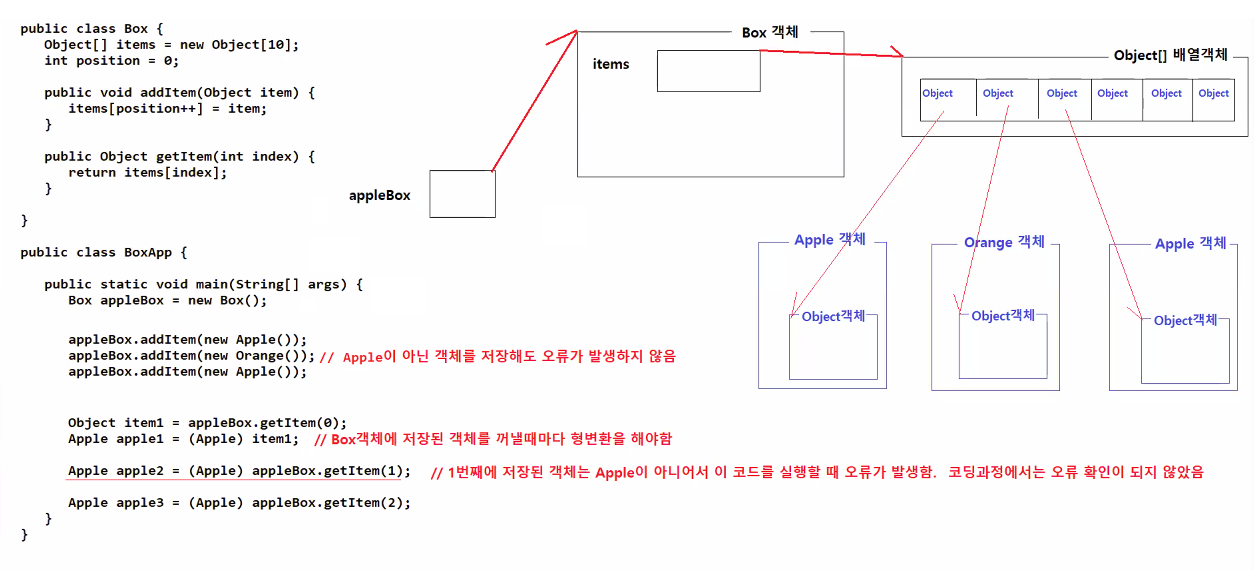 public class Box {
Object[] items = new Object[10];
int position = 0;
public void addItem(Object item) {
items[position++] = item;
}
public Object getItem(int index) {
return items[index];
}
}
public class BoxApp {
public static void main(String[] args) {
Box appleBox = new Box();
appleBox.addItem(new Apple());
appleBox.addItem(new Orange()); // Apple이 아닌 객체를 저장해도 오류가 발생하지 않음
appleBox.addItem(new Apple());
Object item1 = appleBox.getItem(0);
Apple apple1 = (Apple) item1; // Box객체에 저장된 객체를 꺼낼때마다 형변환을 해야함
Apple apple2 = (Apple) appleBox.getItem(1); // 1번째에 저장된 객체는 Apple이 아니어서 이 코드를 실행할 때 오류가 발생함. 코딩과정에서는 오류 확인이 되지 않았음
Apple apple3 = (Apple) appleBox.getItem(2);
}
}
appleBox
Box 객체
items
Object[] 배열객체
Object Object Object Object Object Object
Apple 객체
Object객체
Orange 객체
Object객체
Apple 객체
Object객체